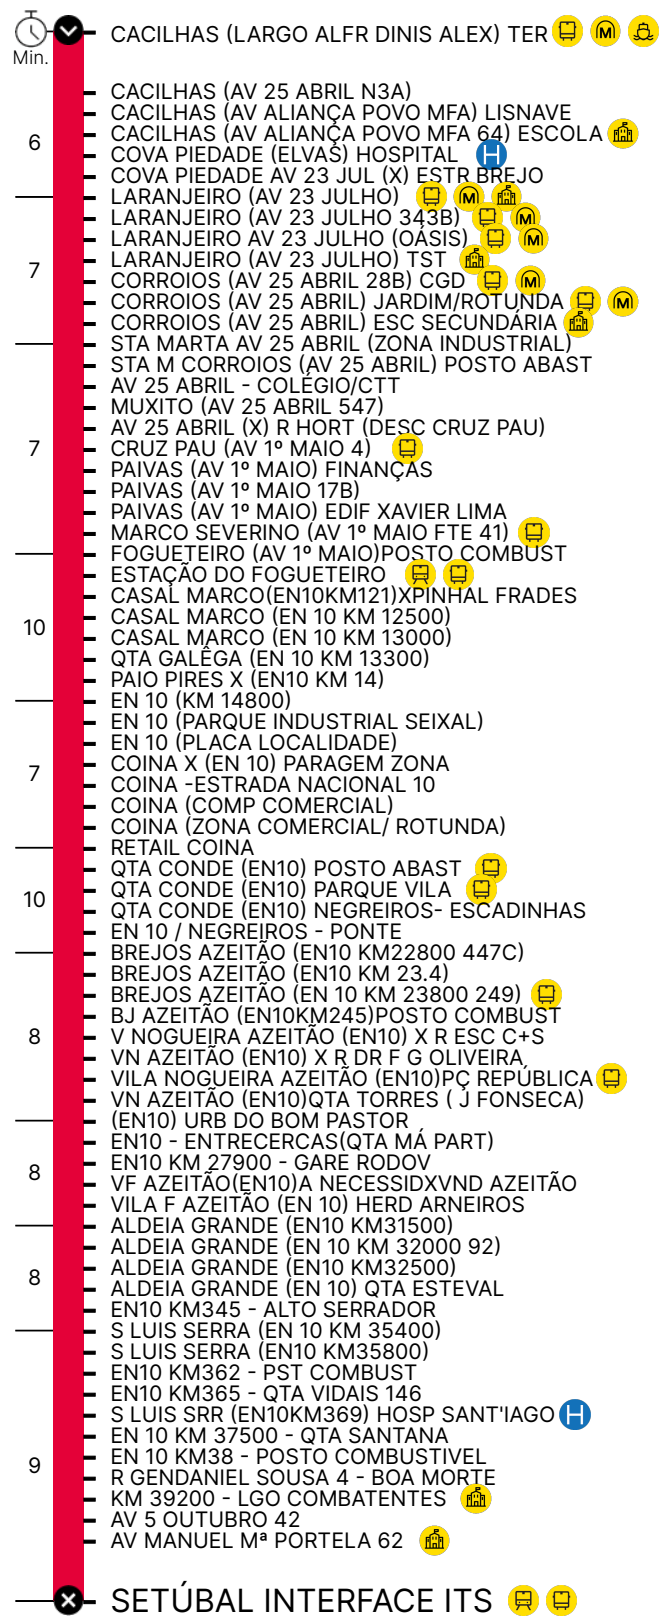 CACILHAS (LARGO ALFR DINIS ALEX) TER
Min.
CACILHAS (AV 25 ABRIL N3A)
CACILHAS (AV ALIANÇA POVO MFA) LISNAVE
CACILHAS (AV ALIANÇA POVO MFA 64) ESCOLA
6
COVA PIEDADE (ELVAS) HOSPITAL H
COVA PIEDADE AV 23 JUL (X) ESTR BREJO
LARANJEIRO (AV 23 JULHO)
LARANJEIRO (AV 23 JULHO 343B)
LARANJEIRO AV 23 JULHO (OÁSIS)
LARANJEIRO (AV 23 JULHO) TST
7
CORROIOS (AV 25 ABRIL 28B) CGD
CORROIOS (AV 25 ABRIL) JARDIM/ROTUNDA
CORROIOS (AV 25 ABRIL) ESC SECUNDÁRIA
STA MARTA AV 25 ABRIL (ZONA INDUSTRIAL)
STA M CORROIOS (AV 25 ABRIL) POSTO ABAST
AV 25 ABRIL - COLÉGIO/CTT
MUXITO (AV 25 ABRIL 547)
AV 25 ABRIL (X) R HORT (DESC CRUZ PAU)
7
CRUZ PAU (AV 1º MAIO 4)
PAIVAS (AV 1º MAIO) FINANÇAS
PAIVAS (AV 1º MAIO 17B)
PAIVAS (AV 1º MAIO) EDIF XAVIER LIMA
MARCO SEVERINO (AV 1º MAIO FTE 41)
FOGUETEIRO (AV 1º MAIO)POSTO COMBUST
ESTAÇÃO DO FOGUETEIRO
CASAL MARCO(EN10KM121)XPINHAL FRADES
CASAL MARCO (EN 10 KM 12500)
10
CASAL MARCO (EN 10 KM 13000)
QTA GALÊGA (EN 10 KM 13300)
PAIO PIRES X (EN10 KM 14)
EN 10 (KM 14800)
EN 10 (PARQUE INDUSTRIAL SEIXAL)
EN 10 (PLACA LOCALIDADE)
COINA X (EN 10) PARAGEM ZONA
7
COINA -ESTRADA NACIONAL 10
COINA (COMP COMERCIAL)
COINA (ZONA COMERCIAL/ ROTUNDA)
RETAIL COINA
QTA CONDE (EN10) POSTO ABAST
QTA CONDE (EN10) PARQUE VILA
10
QTA CONDE (EN10) NEGREIROS- ESCADINHAS
EN 10 / NEGREIROS - PONTE
BREJOS AZEITÃO (EN10 KM22800 447C)
BREJOS AZEITÃO (EN10 KM 23.4)
BREJOS AZEITÃO (EN 10 KM 23800 249)
BJ AZEITÃO (EN10KM245)POSTO COMBUST
8
V NOGUEIRA AZEITÃO (EN10) X R ESC C+S
VN AZEITÃO (EN10) X R DR F G OLIVEIRA
VILA NOGUEIRA AZEITÃO (EN10)PÇ REPÚBLICA
VN AZEITÃO (EN10)QTA TORRES ( J FONSECA)
(EN10) URB DO BOM PASTOR
EN10 - ENTRECERCAS(QTA MÁ PART)
EN10 KM 27900 - GARE RODOV
8
VF AZEITÃO(EN10)A NECESSIDXVND AZEITÃO
VILA F AZEITÃO (EN 10) HERD ARNEIROS
ALDEIA GRANDE (EN10 KM31500)
ALDEIA GRANDE (EN 10 KM 32000 92)
ALDEIA GRANDE (EN10 KM32500)
8
ALDEIA GRANDE (EN 10) QTA ESTEVAL
EN10 KM345 - ALTO SERRADOR
S LUIS SERRA (EN 10 KM 35400)
S LUIS SERRA (EN10 KM35800)
EN10 KM362 - PST COMBUST
EN10 KM365 - QTA VIDAIS 146
S LUIS SRR (EN10KM369) HOSP SANT'IAGO H
EN 10 KM 37500 - QTA SANTANA
9
EN 10 KM38 - POSTO COMBUSTIVEL
R GENDANIEL SOUSA 4 - BOA MORTE
KM 39200 - LGO COMBATENTES
AV 5 OUTUBRO 42
AV MANUEL Mª PORTELA 62
SETÚBAL INTERFACE ITS